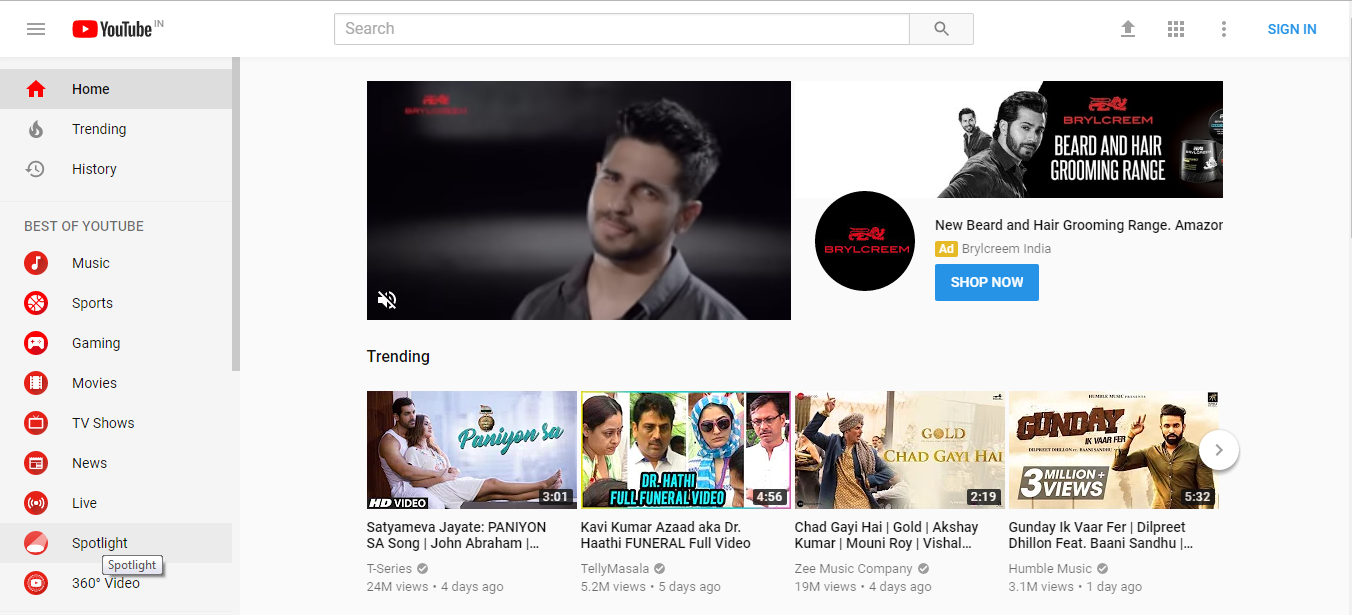 YouTube IN
Search
SIGN IN
Home
Trending
History
BEST OF YOUTUBE
Music
Sports
Gaming
Movies
TV Shows
News
Live
Spotlight
Spotlight
360° Video
BRYLCREEM
BRYLCREEM
BEARD AND HAIR
GROOMING RANGE
BRYLCREEM
BRYLCREEM
New Beard and Hair Grooming Range. Amazon
Ad Brylcreem India
SHOP NOW
Trending
Paniyon sa
HD VIDEO
3:01
Satyameva Jayate: PANIYON
SA Song | John Abraham |...
T-Series
24M views • 4 days ago
DR. HATHI
FULL FUNERAL VIDEO
4:56
Kavi Kumar Azaad aka Dr.
Haathi FUNERAL Full Video
TellyMasala
5.2M views • 5 days ago
GOLD
CHAD GAYI HAI
2:19
Chad Gayi Hai | Gold | Akshay
Kumar | Mouni Roy | Vishal...
Zee Music Company
19M views • 4 days ago
HUMBLE MUSIC PRESENTS
GUNDAY
IK VAAR FER
DILPREET DHILLON FT. BAANI SANDHU
3 MILLION+
VIEWS
5:32
Gunday Ik Vaar Fer | Dilpreet
Dhillon Feat. Baani Sandhu |...
Humble Music
3.1M views • 1 day ago